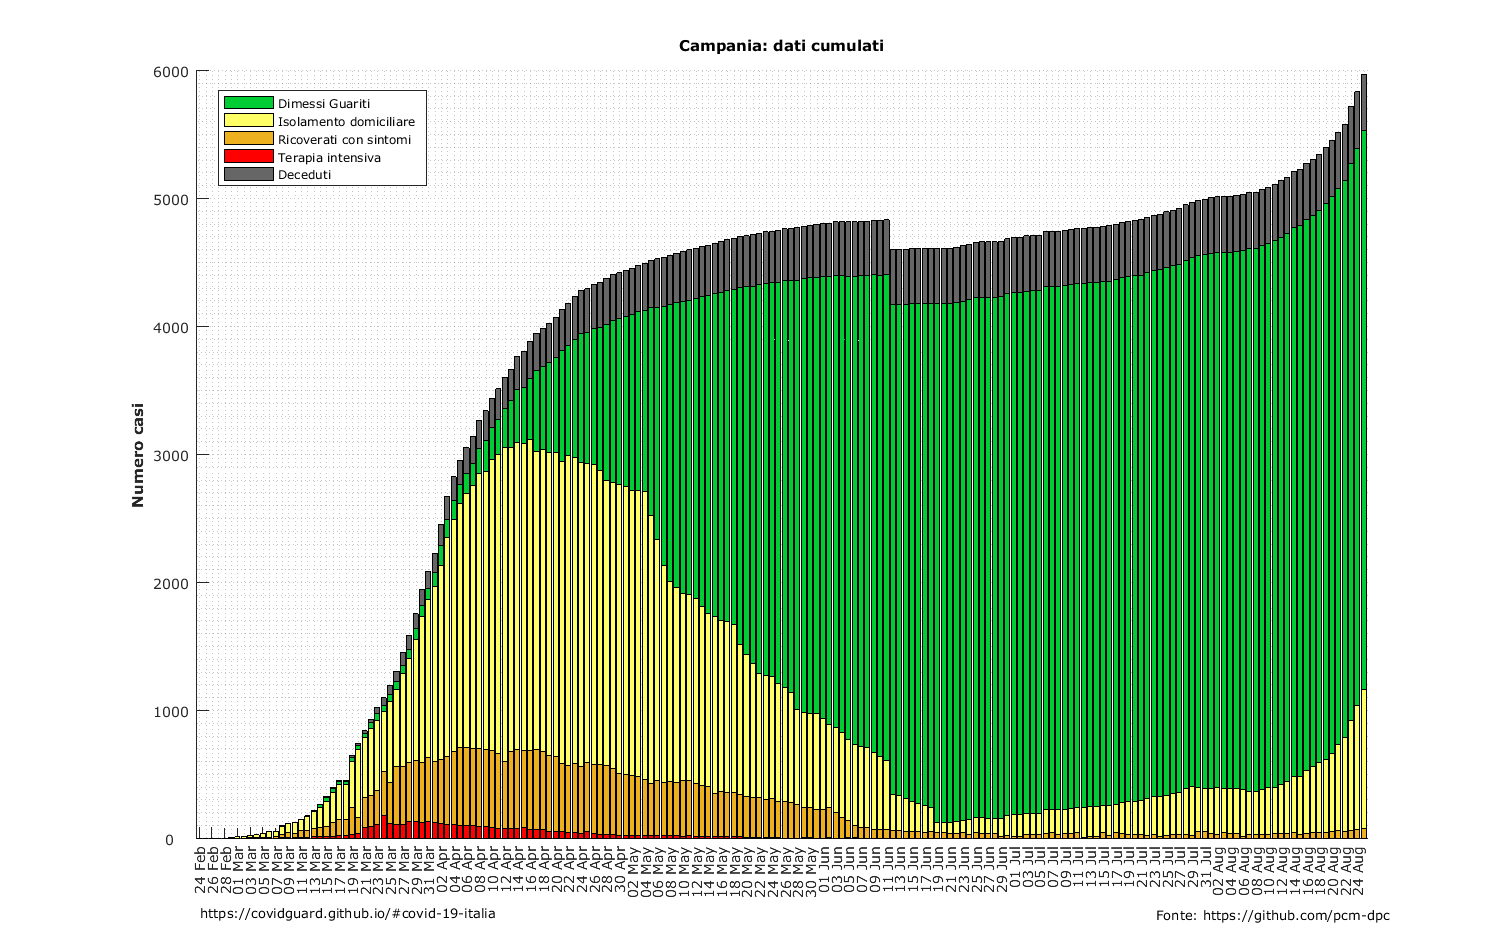 Campania: dati cumulati
6000
5000
4000
3000
2000
1000
0
Numero casi
Dimessi Guariti
Isolamento domiciliare
Ricoverati con sintomi
Terapia intensiva
Deceduti
24 Feb
26 Feb
28 Feb
01 Mar
03 Mar
05 Mar
07 Mar
09 Mar
11 Mar
13 Mar
15 Mar
17 Mar
19 Mar
21 Mar
23 Mar
25 Mar
27 Mar
29 Mar
31 Mar
02 Apr
04 Apr
06 Apr
08 Apr
10 Apr
12 Apr
14 Apr
16 Apr
18 Apr
20 Apr
22 Apr
24 Apr
26 Apr
28 Apr
30 Apr
02 May
04 May
06 May
08 May
10 May
12 May
14 May
16 May
18 May
20 May
22 May
24 May
26 May
28 May
30 May
01 Jun
03 Jun
05 Jun
07 Jun
09 Jun
11 Jun
13 Jun
15 Jun
17 Jun
19 Jun
21 Jun
23 Jun
25 Jun
27 Jun
29 Jun
01 Jul
03 Jul
05 Jul
07 Jul
09 Jul
11 Jul
13 Jul
15 Jul
17 Jul
19 Jul
21 Jul
23 Jul
25 Jul
27 Jul
29 Jul
31 Jul
02 Aug
04 Aug
06 Aug
08 Aug
10 Aug
12 Aug
14 Aug
16 Aug
18 Aug
20 Aug
22 Aug
24 Aug
https://covidguard.github.io/#covid-19-italia
Fonte: https://github.com/pcm-dpc